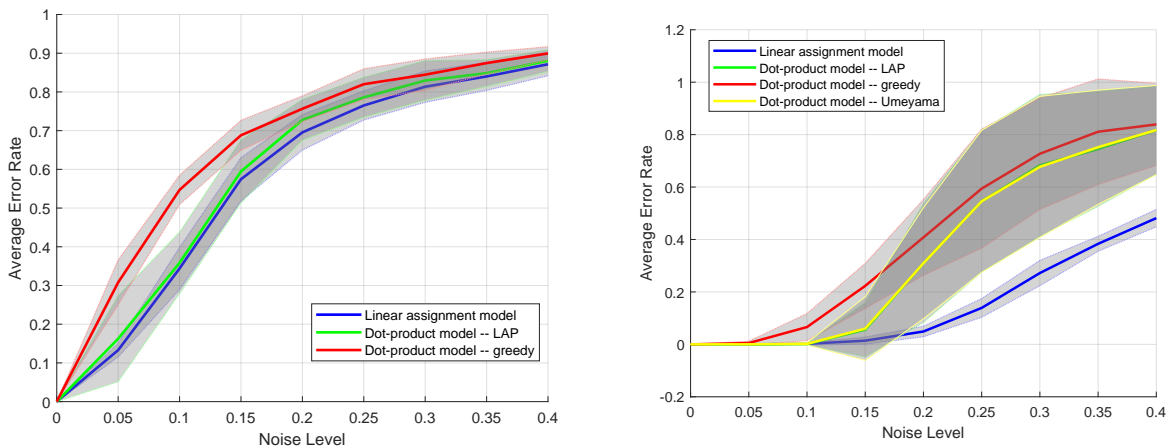 1
0.9
0.8
0.7
0.6
0.5
0.4
0.3
0.2
0.1
0
Average Error Rate
0 0.05 0.1 0.15 0.2 0.25 0.3 0.35 0.4
Noise Level
Linear assignment model
Dot-product model -- LAP
Dot-product model -- greedy
1.2
1
0.8
0.6
0.4
0.2
0
-0.2
Average Error Rate
0 0.05 0.1 0.15 0.2 0.25 0.3 0.35 0.4
Noise Level
Linear assignment model
Dot-product model -- LAP
Dot-product model -- greedy
Dot-product model -- Umeyama